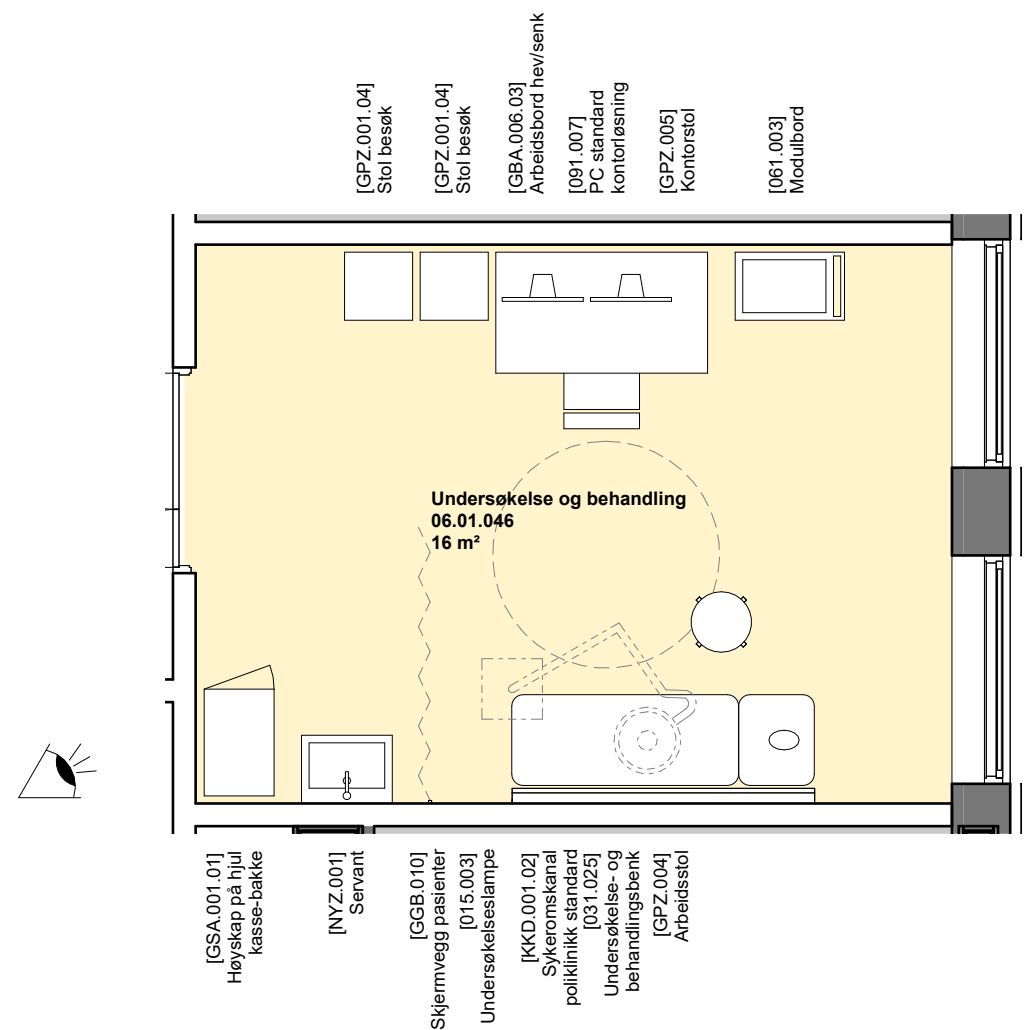 [GPZ.001.04]
Stol besøk
[GPZ.001.04]
Stol besøk
[GBA.006.03]
Arbeidsbord hev/senk
[091.007]
PC standard
kontorløsning
[GPZ.005]
Kontorstol
[061.003]
Modulbord
Undersøkelse og behandling
06.01.046
16 m²
[GSA.001.01]
Høyskap på hjul
kasse-bakke
[NYZ.001]
Servant
[GGB.010]
Skjermvegg pasienter
[015.003]
Undersøkelseslampe
[KKD.001.02]
Sykeromskanal
poliklinikk standard
[031.025]
Undersøkelse- og
behandlingsbenk
[GPZ.004]
Arbeidsstol